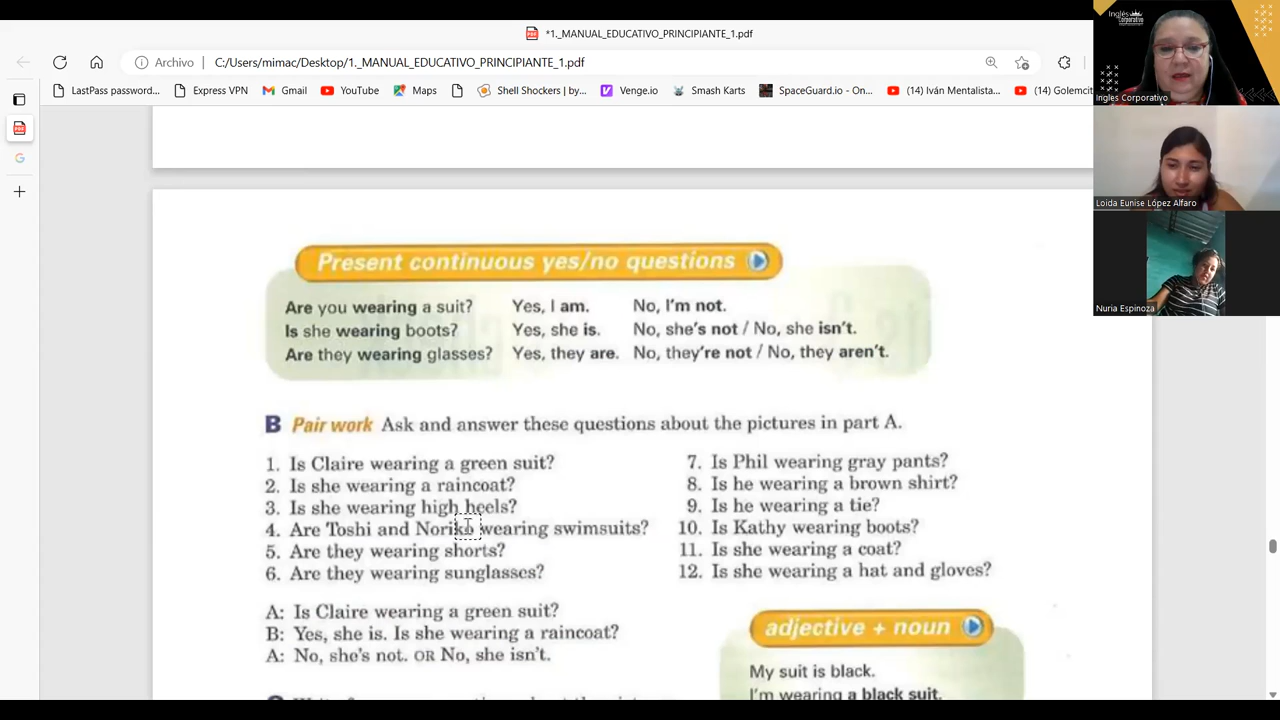 *1._MANUAL_EDUCATIVO_PRINCIPIANTE_1.pdf
Archivo
C:/Users/mimac/Desktop/1._MANUAL_EDUCATIVO_PRINCIPIANTE_1.pdf
LastPass password...
Express VPN
Gmail
YouTube
Maps
Shell Shockers | by...
Venge.io
Smash Karts
SpaceGuard.io - On...
(14) Iván Mentalista...
(14) Golemcit
Present continuous yes/no questions
Are you wearing a suit? Yes, I am. No, I'm not.
Is she wearing boots? Yes, she is. No, she's not / No, she isn't.
Are they wearing glasses? Yes, they are. No, they're not / No, they aren't.
B Pair work Ask and answer these questions about the pictures in part A.
1. Is Claire wearing a green suit?
2. Is she wearing a raincoat?
3. Is she wearing high heels?
4. Are Toshi and Noriko wearing swimsuits?
5. Are they wearing shorts?
6. Are they wearing sunglasses?
7. Is Phil wearing gray pants?
8. Is he wearing a brown shirt?
9. Is he wearing a tie?
10. Is Kathy wearing boots?
11. Is she wearing a coat?
12. Is she wearing a hat and gloves?
A: Is Claire wearing a green suit?
B: Yes, she is. Is she wearing a raincoat?
A: No, she's not. OR No, she isn't.
adjective + noun
My suit is black.
I'm wearing a black suit.
Inglés
Corporativo
Ingles Corporativo
Loida Eunise López Alfaro
Nuria Espinoza